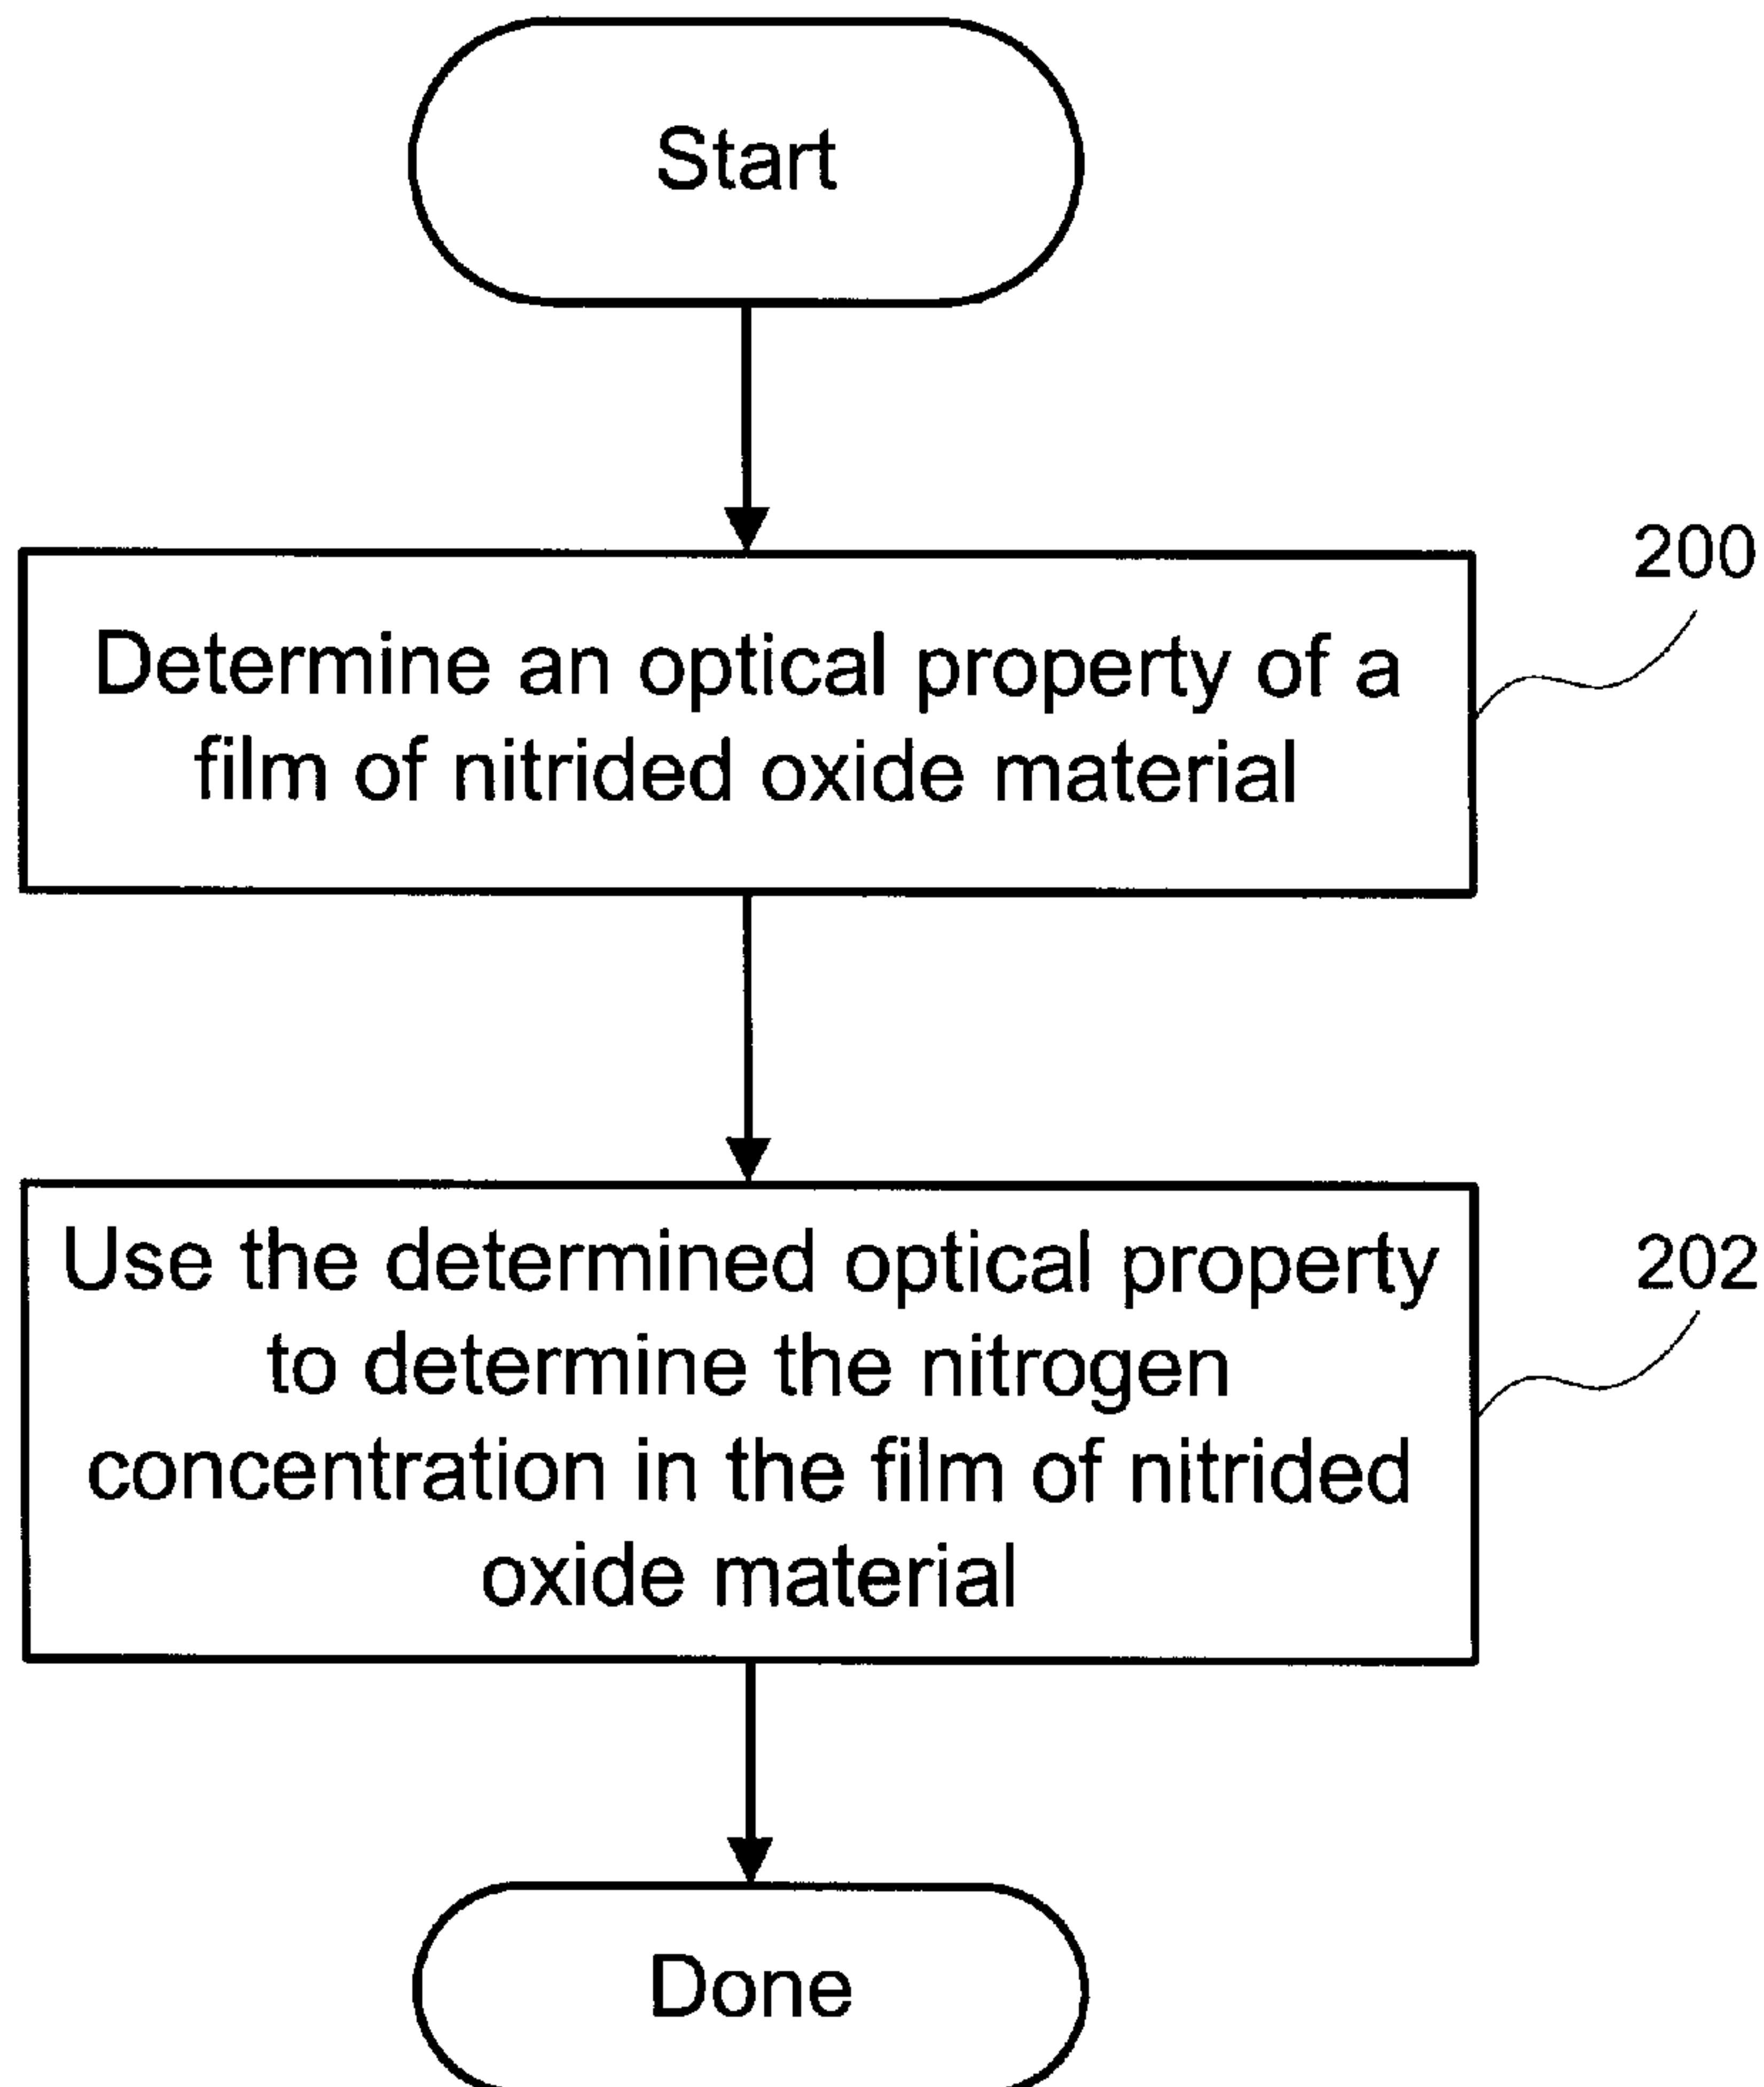 Start
200
Determine an optical property of a
film of nitrided oxide material
Use the determined optical property
202
to determine the nitrogen
concentration in the film of nitrided
oxide material
Done